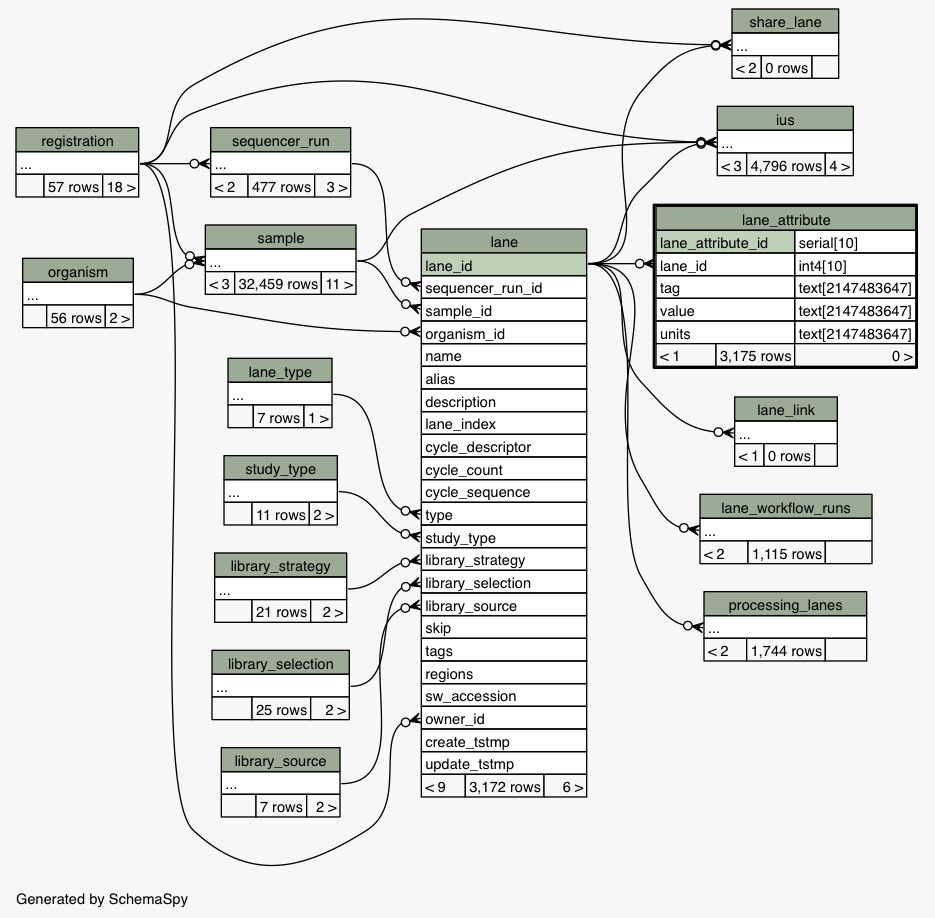 share_lane
...
< 2 0 rows
ius
...
< 3 4,796 rows 4 >
registration
...
57 rows 18 >
sequencer_run
...
< 2 477 rows 3 >
sample
...
< 3 32,459 rows 11 >
organism
...
56 rows 2 >
lane_type
...
7 rows 1 >
study_type
...
11 rows 2 >
library_strategy
...
21 rows 2 >
library_selection
...
25 rows 2 >
library_source
...
7 rows 2 >
lane
lane_id
sequencer_run_id
sample_id
organism_id
name
alias
description
lane_index
cycle_descriptor
cycle_count
cycle_sequence
type
study_type
library_strategy
library_selection
library_source
skip
tags
regions
sw_accession
owner_id
create_tstmp
update_tstmp
< 9 3,172 rows 6 >
lane_attribute
lane_attribute_id serial[10]
lane_id int4[10]
tag text[2147483647]
value text[2147483647]
units text[2147483647]
< 1 3,175 rows 0 >
lane_link
...
< 1 0 rows
lane_workflow_runs
...
< 2 1,115 rows
processing_lanes
...
< 2 1,744 rows
Generated by SchemaSpy